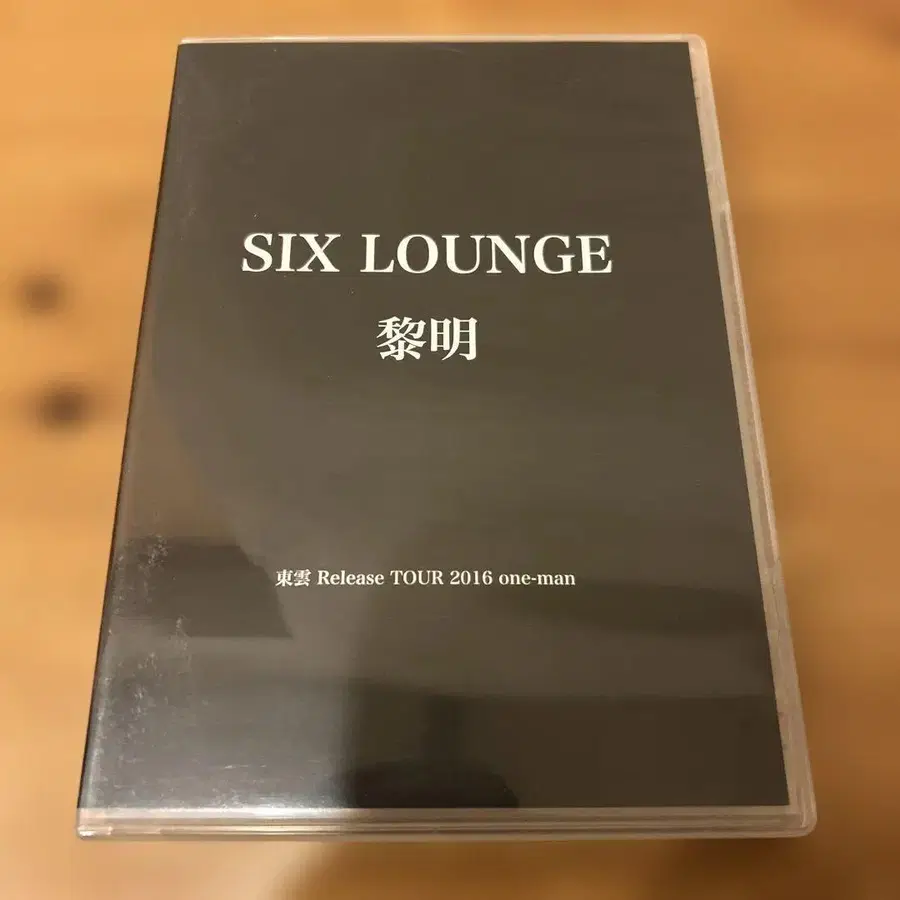 SIX LOUNGE
黎明
東雲 Release TOUR 2016 one-man